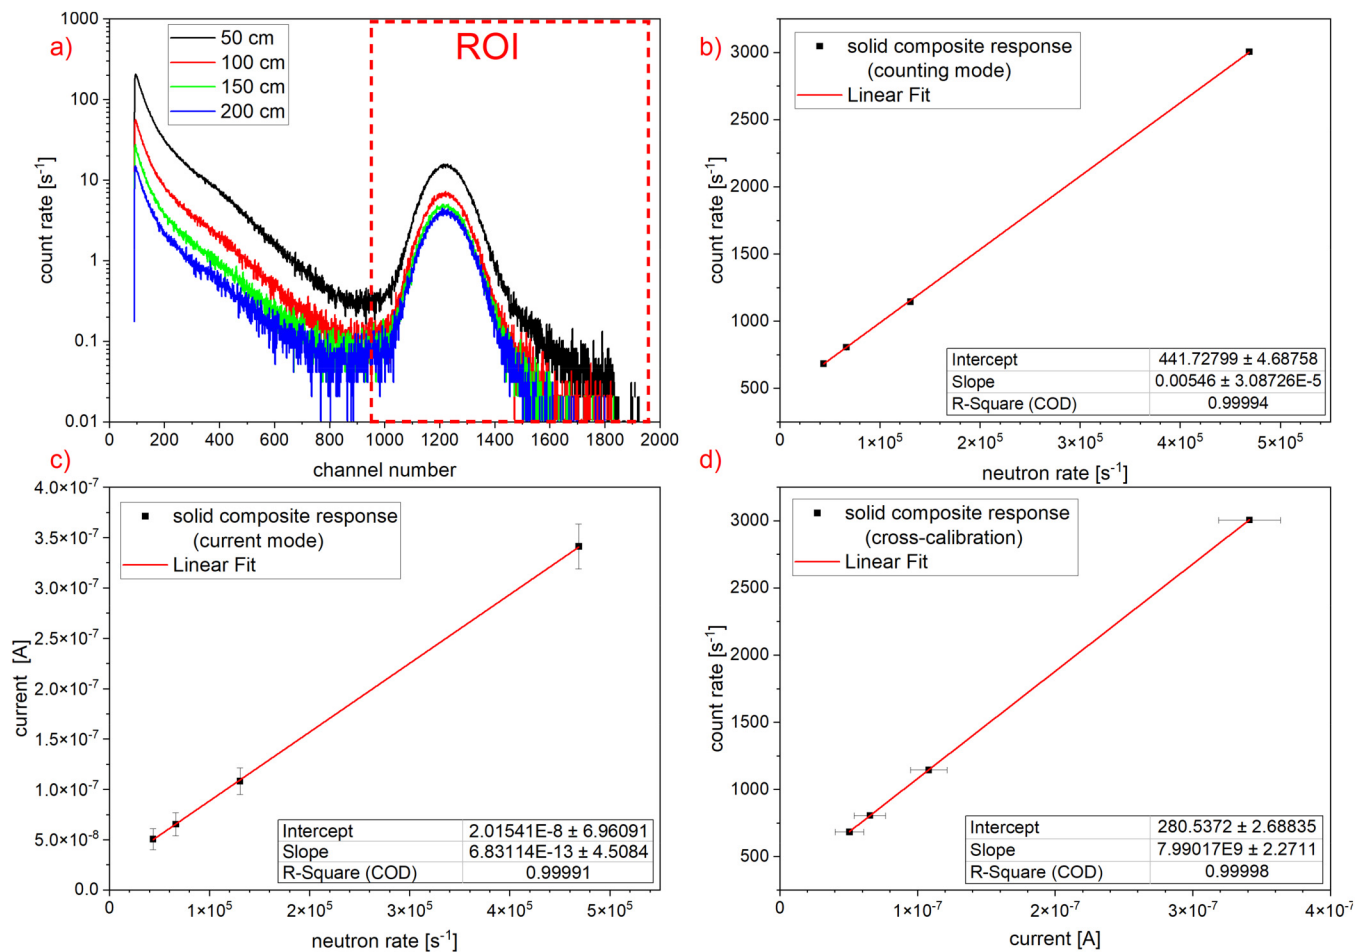 a)
1000
100
10
1
0.1
0.01
count rate [s⁻¹]
50 cm
100 cm
150 cm
200 cm
ROI
0 200 400 600 800 1000 1200 1400 1600 1800 2000
channel number
b)
3000
2500
2000
1500
1000
500
count rate [s⁻¹]
solid composite response
(counting mode)
Linear Fit
Intercept 441.72799 ± 4.68758
Slope 0.00546 ± 3.08726E-5
R-Square (COD) 0.99994
0 1×10⁵ 2×10⁵ 3×10⁵ 4×10⁵ 5×10⁵
neutron rate [s⁻¹]
c)
4.0×10⁻⁷
3.5×10⁻⁷
3.0×10⁻⁷
2.5×10⁻⁷
2.0×10⁻⁷
1.5×10⁻⁷
1.0×10⁻⁷
5.0×10⁻⁸
0.0
current [A]
solid composite response
(current mode)
Linear Fit
Intercept 2.01541E-8 ± 6.96091
Slope 6.83114E-13 ± 4.5084
R-Square (COD) 0.99991
0 1×10⁵ 2×10⁵ 3×10⁵ 4×10⁵ 5×10⁵
neutron rate [s⁻¹]
d)
3000
2500
2000
1500
1000
500
count rate [s⁻¹]
solid composite response
(cross-calibration)
Linear Fit
Intercept 280.5372 ± 2.68835
Slope 7.99017E9 ± 2.2711
R-Square (COD) 0.99998
0 1×10⁻⁷ 2×10⁻⁷ 3×10⁻⁷ 4×10⁻⁷
current [A]